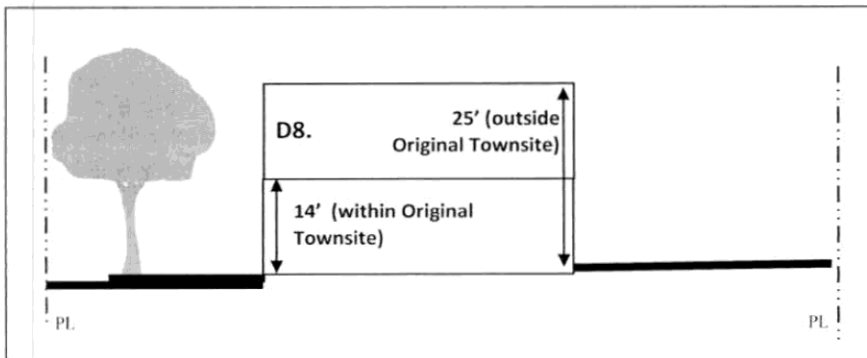 D8.
25' (outside
Original Townsite)
14' (within Original
Townsite)
PL
PL